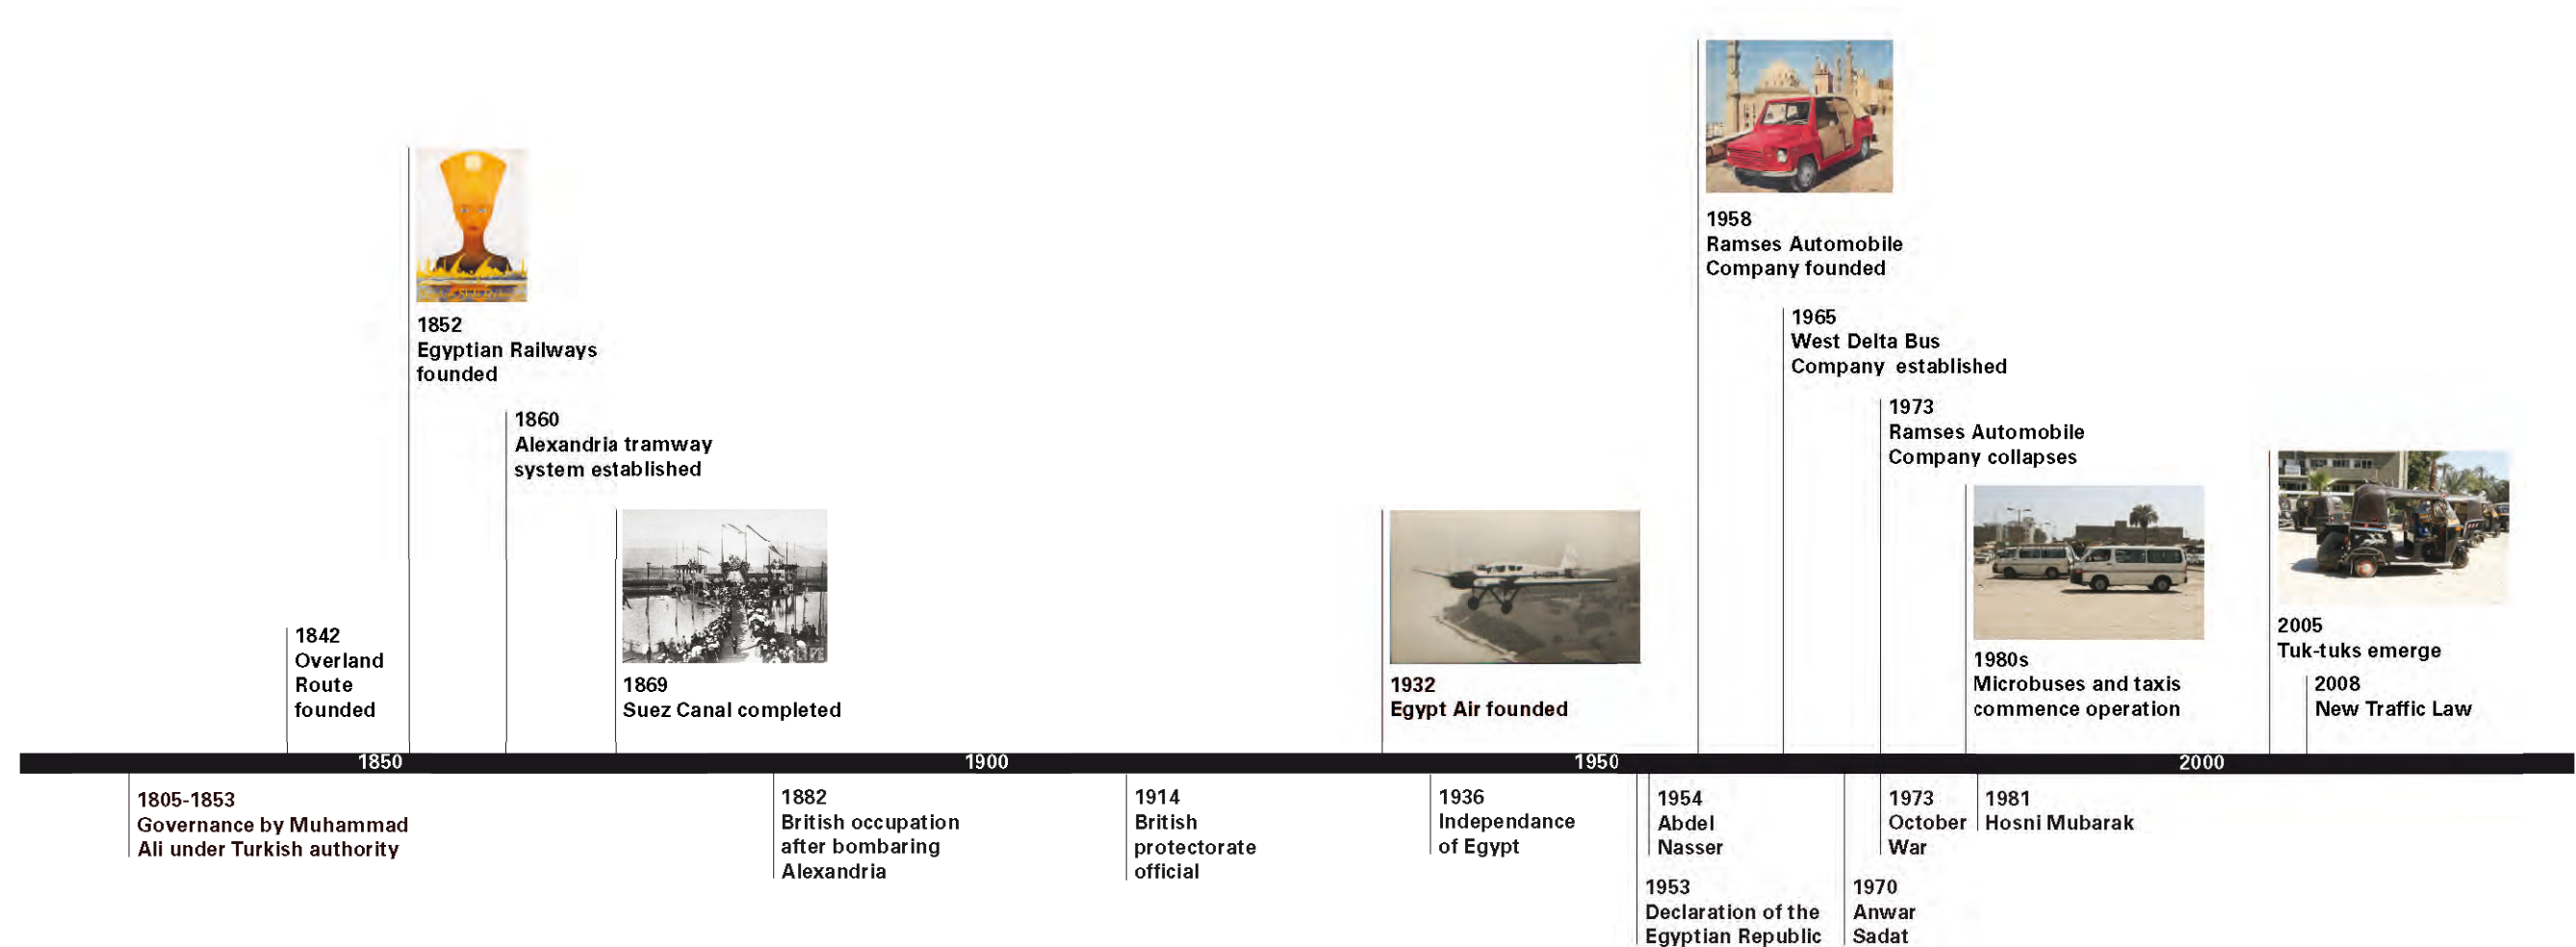 1958
Ramses Automobile
Company founded
1852
Egyptian Railways
founded
1965
West Delta Bus
Company established
1860
Alexandria tramway
system established
1973
Ramses Automobile
Company collapses
1842
Overland
Route
founded
1869
Suez Canal completed
1932
Egypt Air founded
1980s
Microbuses and taxis
commence operation
2005
Tuk-tuks emerge
2008
New Traffic Law
1850
1900
1950
2000
1805-1853
Governance by Muhammad
Ali under Turkish authority
1882
British occupation
after bombaring
Alexandria
1914
British
protectorate
official
1936
Independance
of Egypt
1954
Abdel
Nasser
1953
Declaration of the
Egyptian Republic
1970
Anwar
Sadat
1973
October
War
1981
Hosni Mubarak